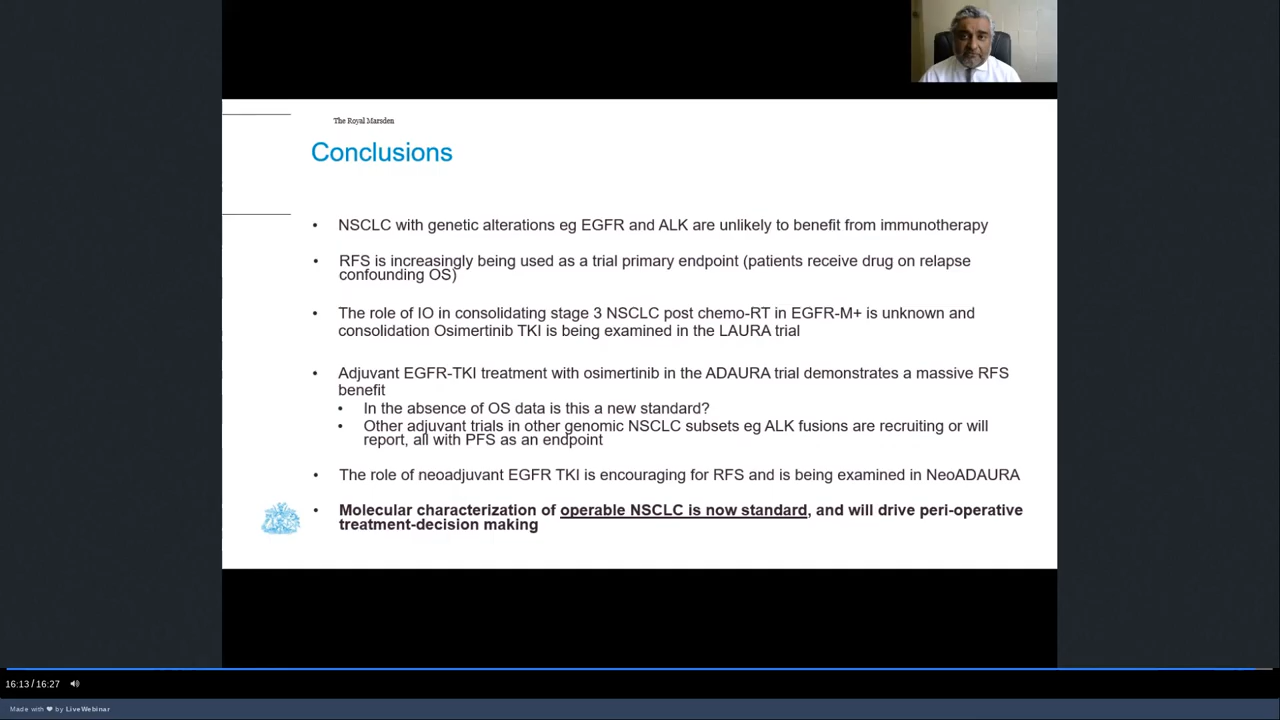 The Royal Marsden
Conclusions
• NSCLC with genetic alterations eg EGFR and ALK are unlikely to benefit from immunotherapy
• RFS is increasingly being used as a trial primary endpoint (patients receive drug on relapse
confounding OS)
• The role of IO in consolidating stage 3 NSCLC post chemo-RT in EGFR-M+ is unknown and
consolidation Osimertinib TKI is being examined in the LAURA trial
• Adjuvant EGFR-TKI treatment with osimertinib in the ADAURA trial demonstrates a massive RFS
benefit
• In the absence of OS data is this a new standard?
• Other adjuvant trials in other genomic NSCLC subsets eg ALK fusions are recruiting or will
report, all with PFS as an endpoint
• The role of neoadjuvant EGFR TKI is encouraging for RFS and is being examined in NeoADAURA
• Molecular characterization of operable NSCLC is now standard, and will drive peri-operative
treatment-decision making
16:13 / 16:27
Made with ❤ by LiveWebinar